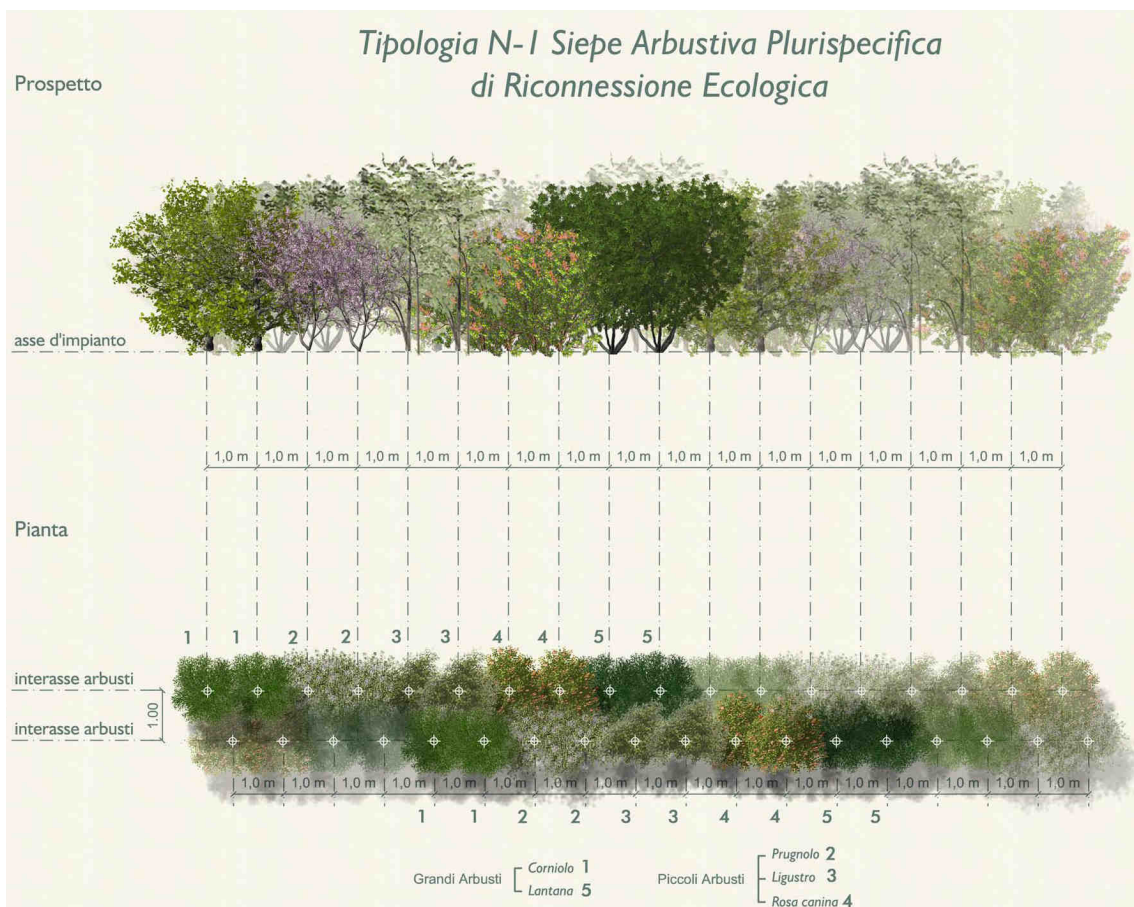 Tipologia N-1 Siepe Arbustiva Plurispecifica
di Riconnessione Ecologica
Prospetto
asse d'impianto
1,0 m 1,0 m 1,0 m 1,0 m 1,0 m 1,0 m 1,0 m 1,0 m 1,0 m 1,0 m 1,0 m 1,0 m 1,0 m 1,0 m 1,0 m 1,0 m 1,0 m
Pianta
1 1 2 2 3 3 4 4 5 5
interasse arbusti
1.00
interasse arbusti
1,0 m 1,0 m 1,0 m 1,0 m 1,0 m 1,0 m 1,0 m 1,0 m 1,0 m 1,0 m 1,0 m 1,0 m 1,0 m 1,0 m 1,0 m 1,0 m 1,0 m
1 1 2 2 3 3 4 4 5 5
Grandi Arbusti
Corniolo 1
Lantana 5
Piccoli Arbusti
Prugnolo 2
Ligustro 3
Rosa canina 4